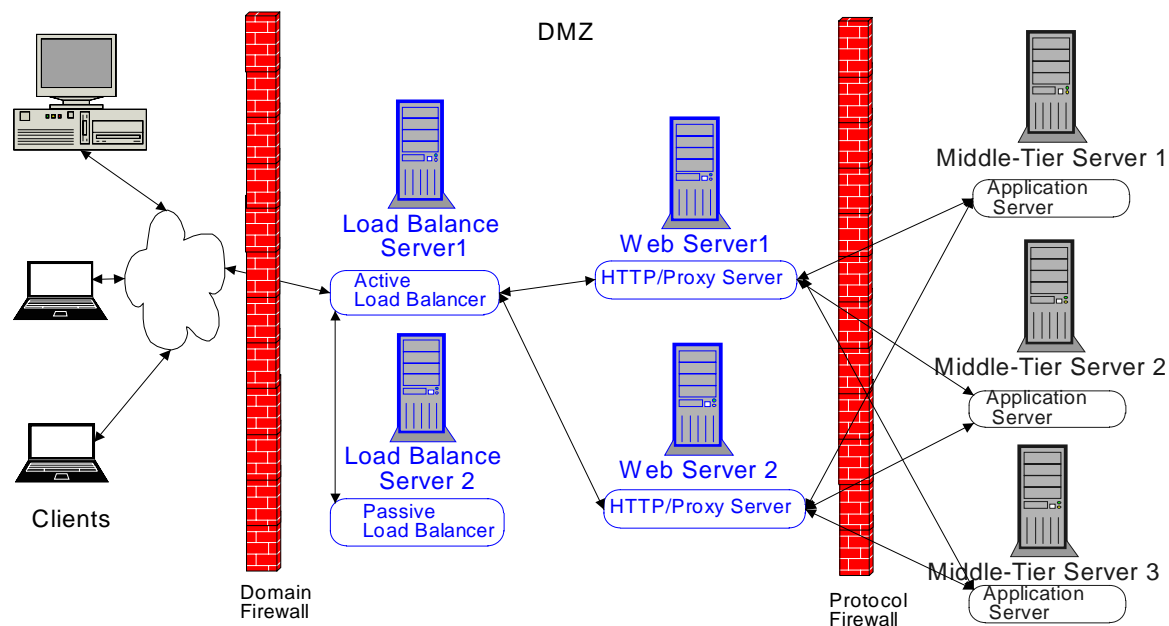 DMZ
Clients
Domain
Firewall
Load Balance
Server1
Active
Load Balancer
Load Balance
Server 2
Passive
Load Balancer
Web Server1
HTTP/Proxy Server
Web Server 2
HTTP/Proxy Server
Protocol
Firewall
Middle-Tier Server 1
Application
Server
Middle-Tier Server 2
Application
Server
Middle-Tier Server 3
Application
Server